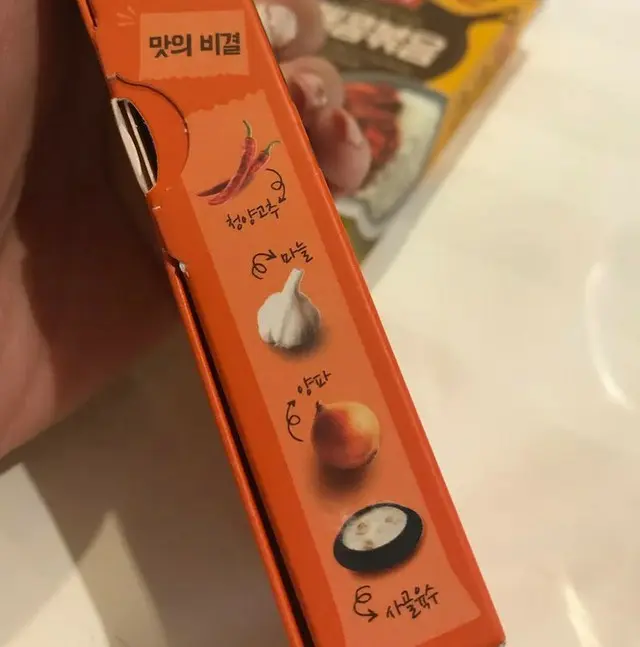 맛의 비결
청양고추
마늘
양파
사골육수